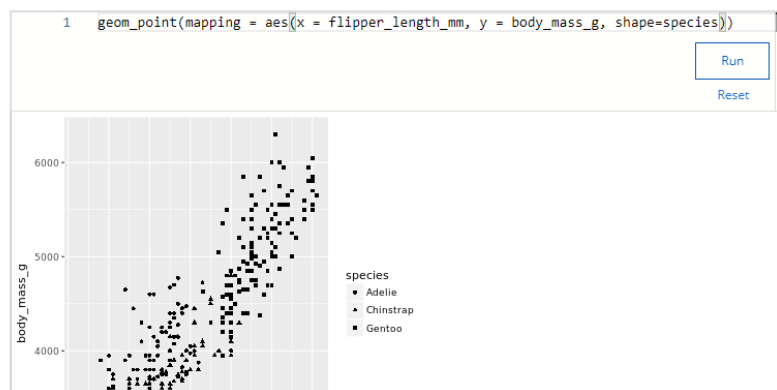 1 geom_point(mapping = aes(x = flipper_length_mm, y = body_mass_g, shape=species))
Run
Reset
6000
5000
4000
body_mass_g
species
Adelie
Chinstrap
Gentoo